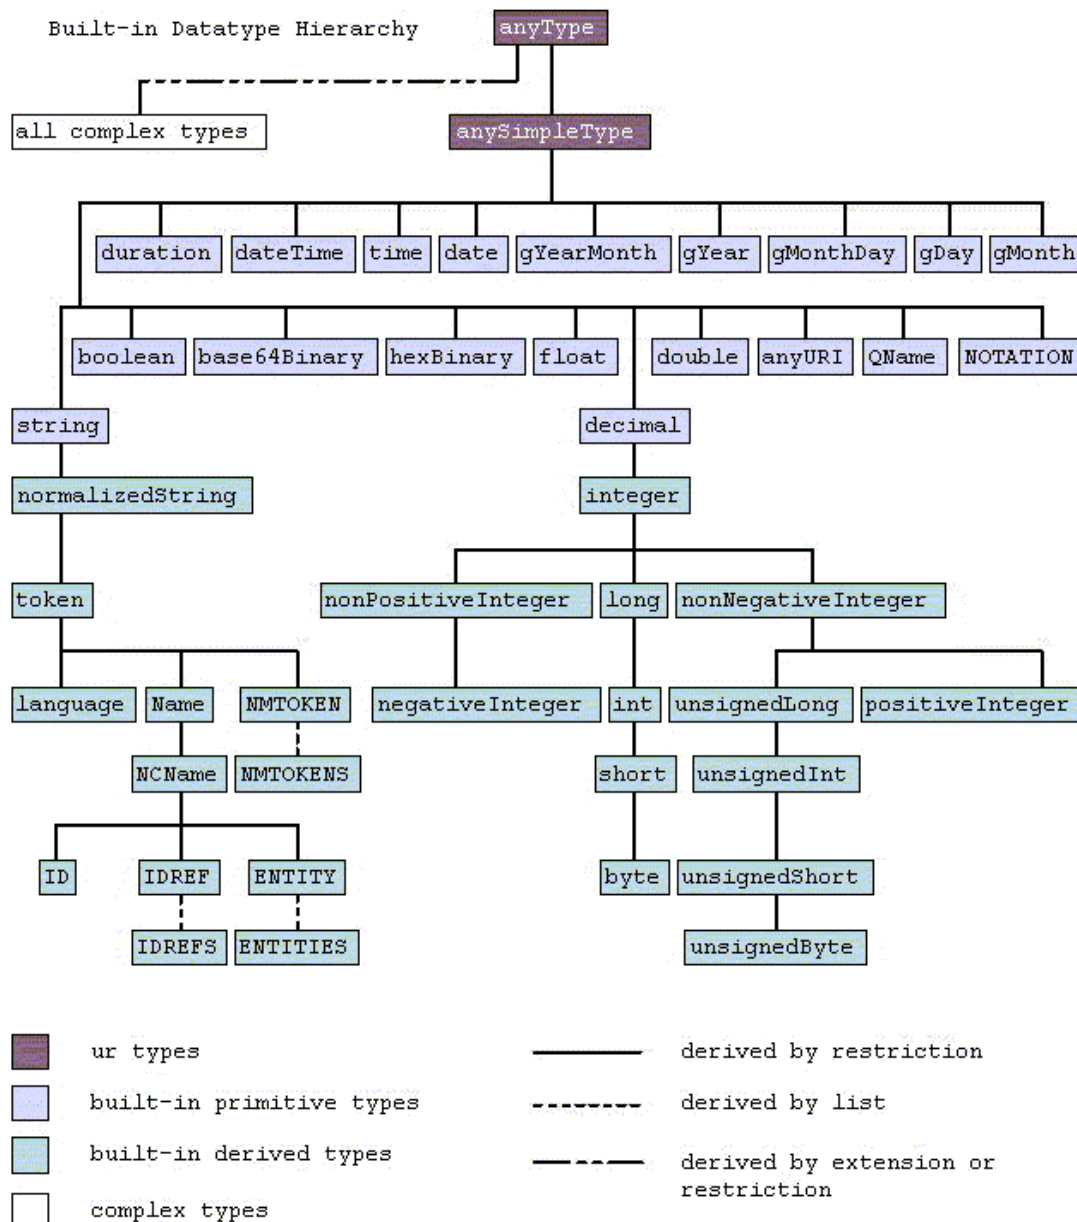 Built-in Datatype Hierarchy
anyType
all complex types
anySimpleType
duration dateTime time date gYearMonth gYear gMonthDay gDay gMonth
boolean base64Binary hexBinary float double anyURI QName NOTATION
string decimal
normalizedString integer
token nonPositiveInteger long nonNegativeInteger
language Name NMTOKEN negativeInteger int unsignedLong positiveInteger
NCName NMTOKENS short unsignedInt
ID IDREF ENTITY byte unsignedShort
IDREFS ENTITIES unsignedByte
ur types derived by restriction
built-in primitive types derived by list
built-in derived types derived by extension or
restriction
complex types